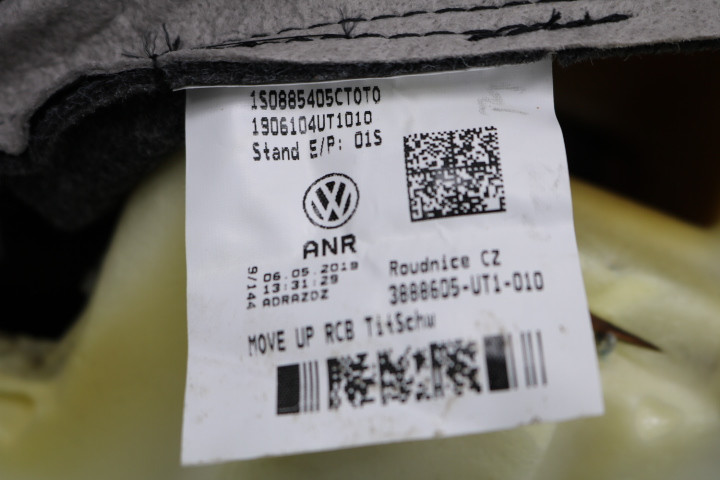 1S0885405CTOTO
1906104UT1010
Stand E/P: 01S
ANR
9/144
06.05.2019
13:31:29
ADRAZDZ
Roudnice CZ
3888605-UT1-010
MOVE UP RCB TitSchw